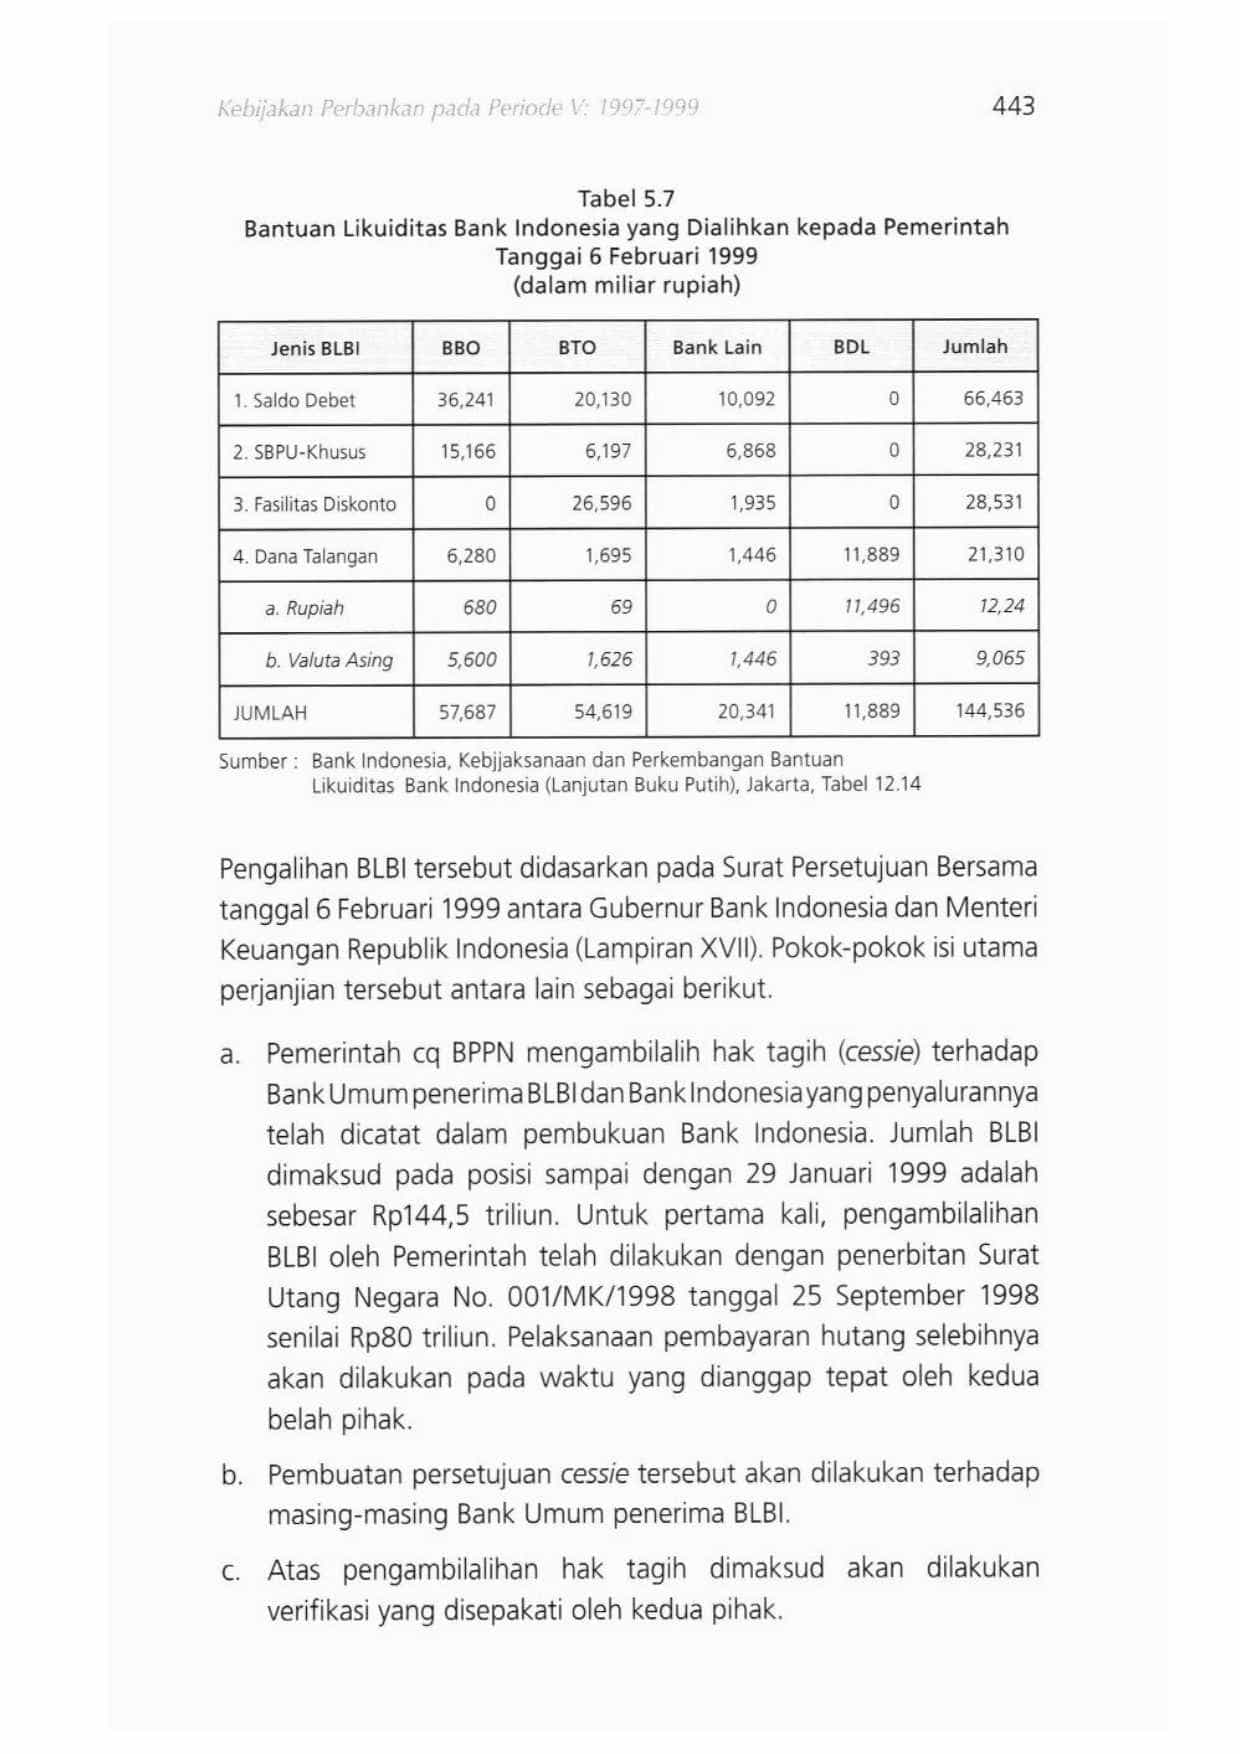 Kebijakan Perbankan pada Periode V: 1997-1999 443
Tabel 5.7
Bantuan Likuiditas Bank Indonesia yang Dialihkan kepada Pemerintah
Tanggai 6 Februari 1999
(dalam miliar rupiah)
Jenis BLBI BBO BTO Bank Lain BDL Jumlah
1. Saldo Debet 36,241 20,130 10,092 0 66,463
2. SBPU-Khusus 15,166 6,197 6,868 0 28,231
3. Fasilitas Diskonto 0 26,596 1,935 0 28,531
4. Dana Talangan 6,280 1,695 1,446 11,889 21,310
a. Rupiah 680 69 0 11,496 12,24
b. Valuta Asing 5,600 1,626 1,446 393 9,065
JUMLAH 57,687 54,619 20,341 11,889 144,536
Sumber : Bank Indonesia, Kebjjaksanaan dan Perkembangan Bantuan
Likuiditas Bank Indonesia (Lanjutan Buku Putih), Jakarta, Tabel 12.14
Pengalihan BLBI tersebut didasarkan pada Surat Persetujuan Bersama
tanggal 6 Februari 1999 antara Gubernur Bank Indonesia dan Menteri
Keuangan Republik Indonesia (Lampiran XVII). Pokok-pokok isi utama
perjanjian tersebut antara lain sebagai berikut.
a. Pemerintah cq BPPN mengambilalih hak tagih (cessie) terhadap
Bank Umum penerima BLBI dan Bank Indonesia yang penyalurannya
telah dicatat dalam pembukuan Bank Indonesia. Jumlah BLBI
dimaksud pada posisi sampai dengan 29 Januari 1999 adalah
sebesar Rp144,5 triliun. Untuk pertama kali, pengambilalihan
BLBI oleh Pemerintah telah dilakukan dengan penerbitan Surat
Utang Negara No. 001/MK/1998 tanggal 25 September 1998
senilai Rp80 triliun. Pelaksanaan pembayaran hutang selebihnya
akan dilakukan pada waktu yang dianggap tepat oleh kedua
belah pihak.
b. Pembuatan persetujuan cessie tersebut akan dilakukan terhadap
masing-masing Bank Umum penerima BLBI.
c. Atas pengambilalihan hak tagih dimaksud akan dilakukan
verifikasi yang disepakati oleh kedua pihak.